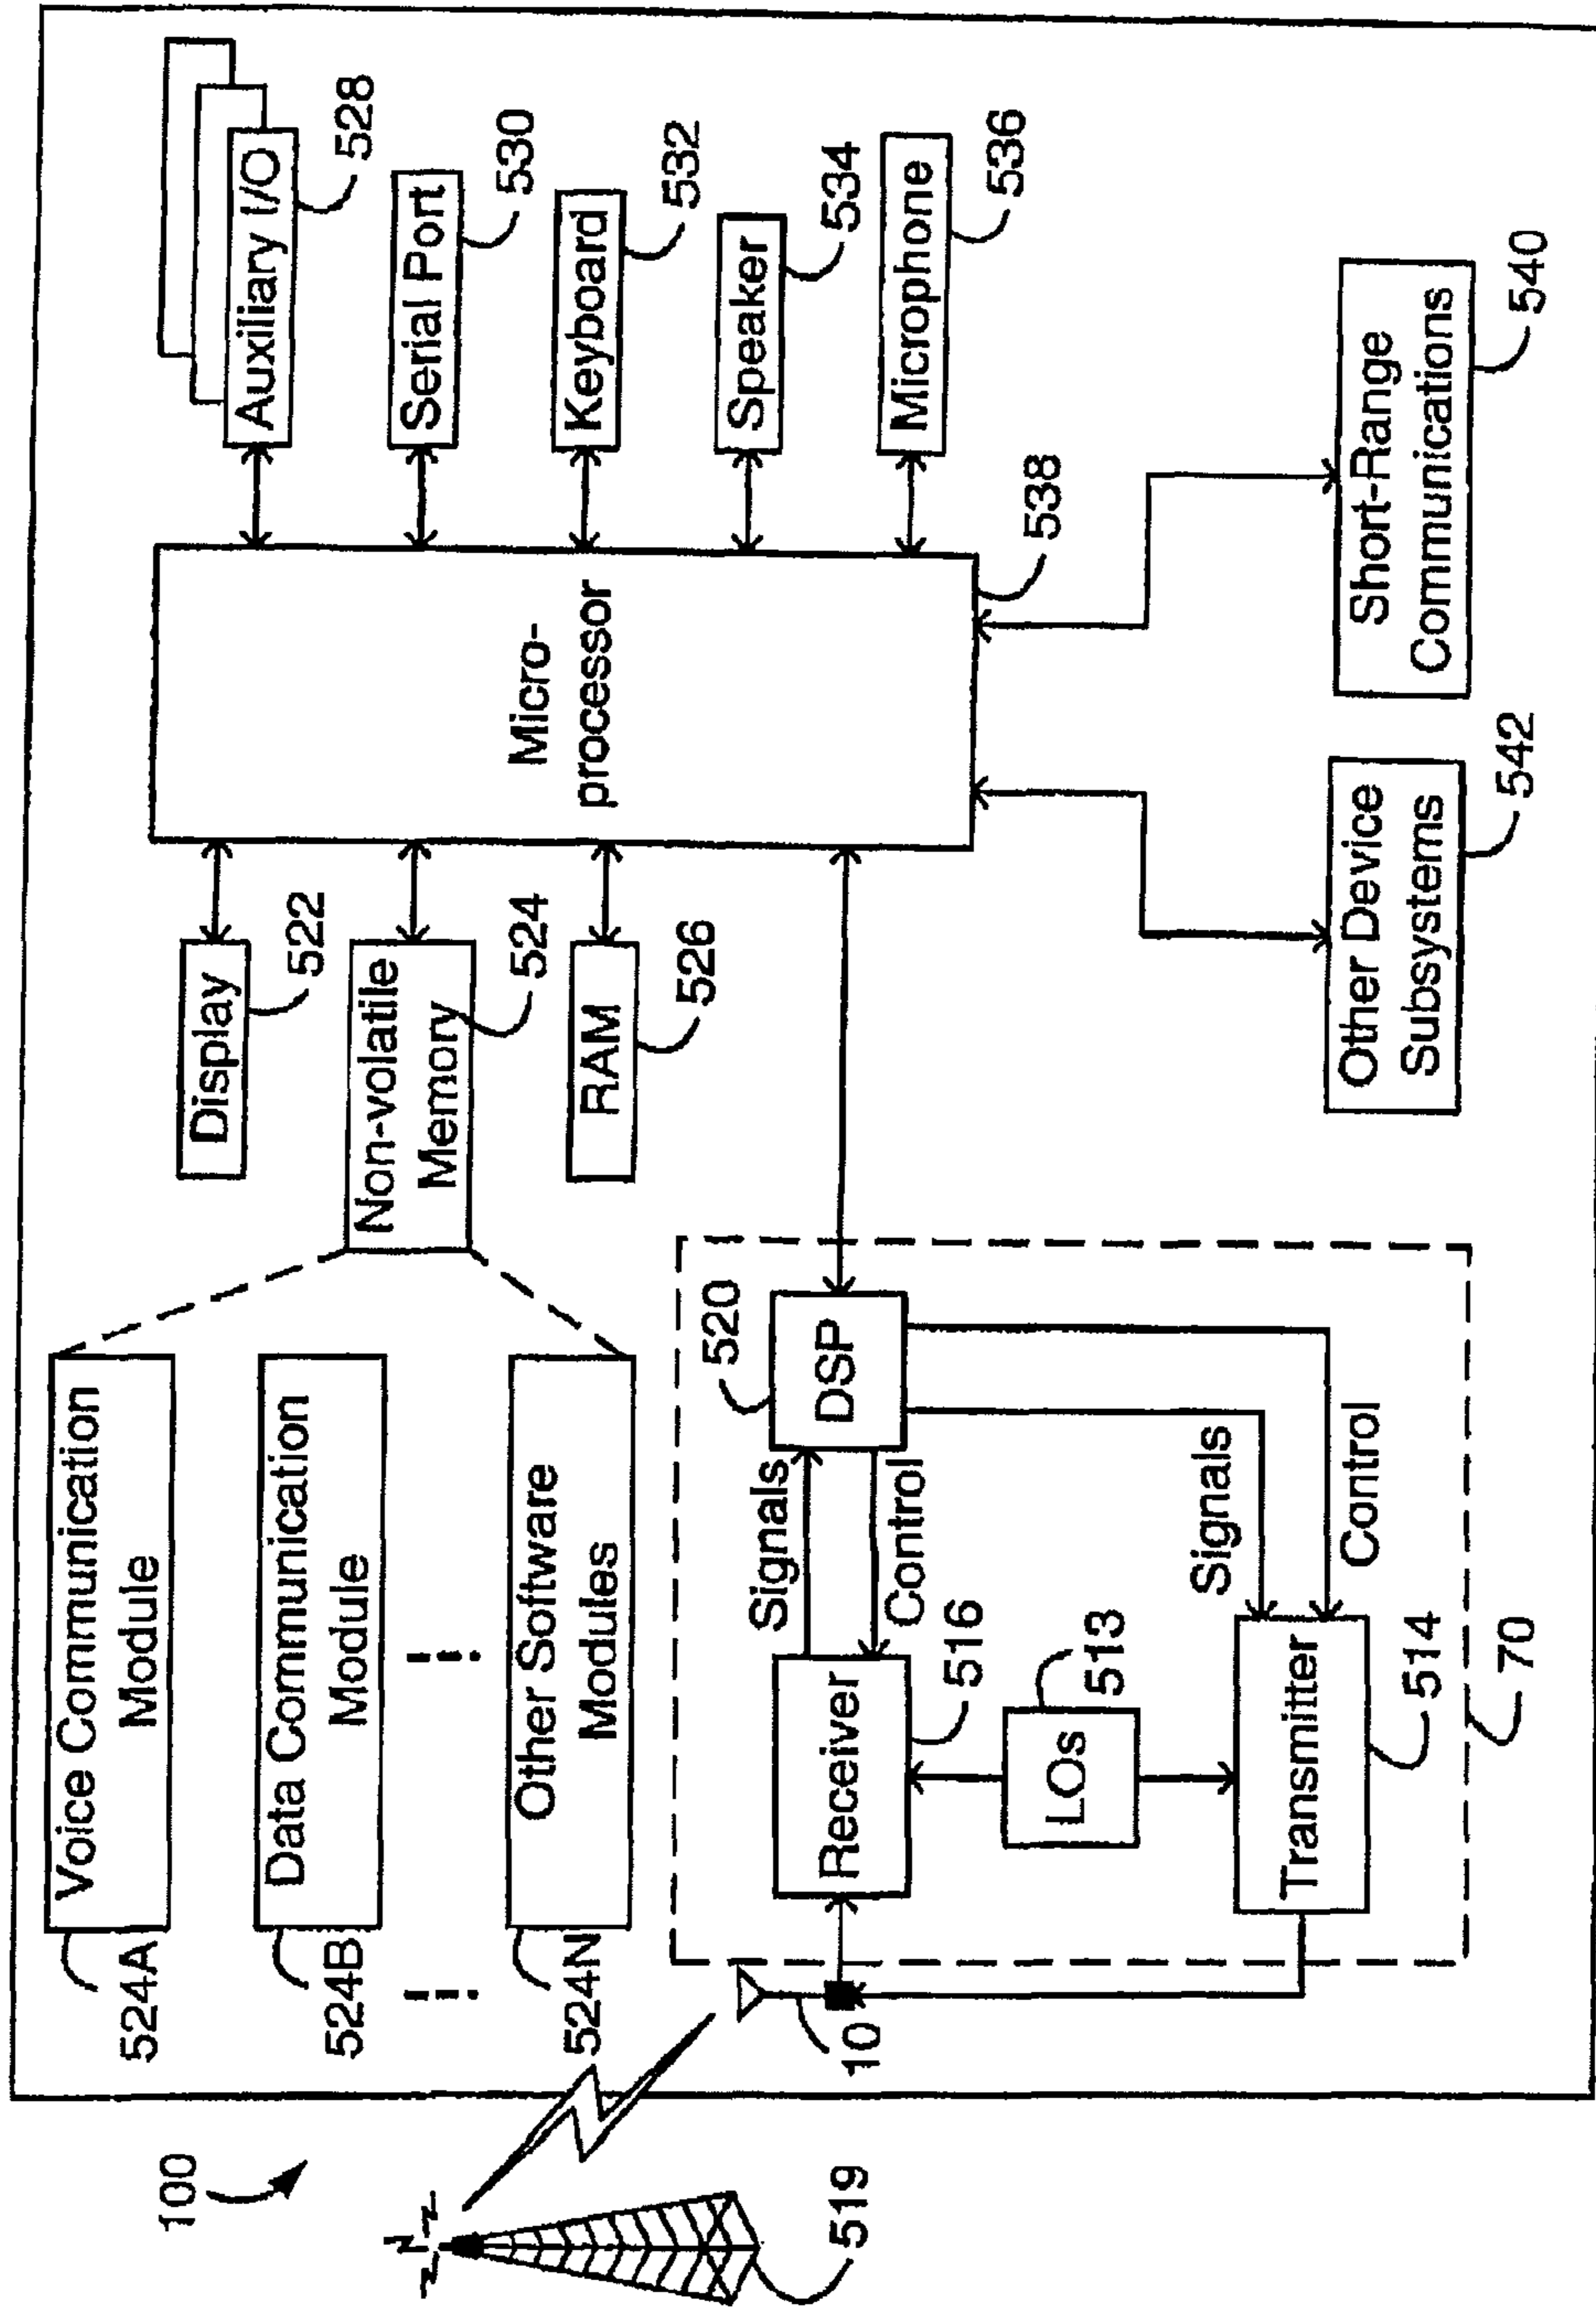 100
519
524A
Voice Communication
Module
524B
Data Communication
Module
524N
Other Software
Modules
Display
522
Non-volatile
Memory
524
RAM
526
Micro-
processor
538
Auxiliary I/O
528
Serial Port
530
Keyboard
532
Speaker
534
Microphone
536
Short-Range
Communications
540
Other Device
Subsystems
542
10
Receiver
516
Signals
Control
DSP
520
LOs
513
Signals
Control
Transmitter
514
70